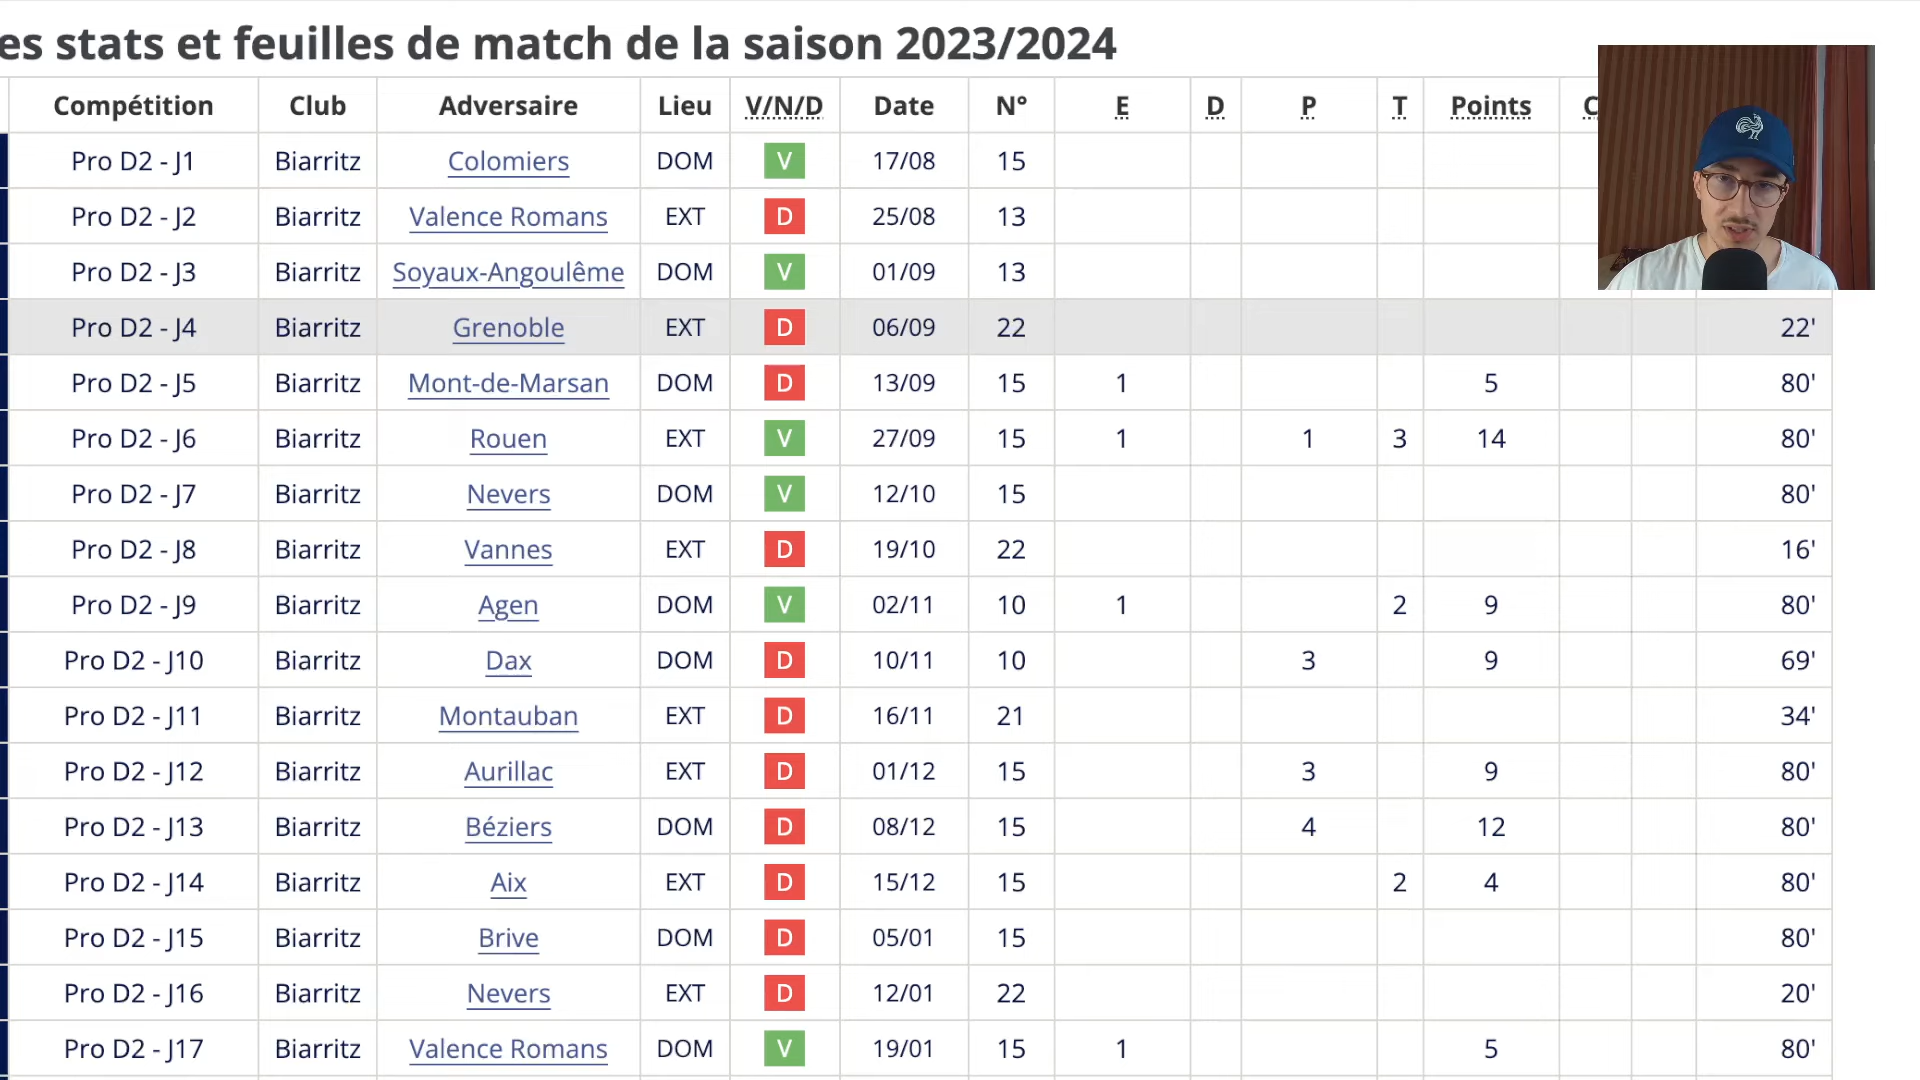 es stats et feuilles de match de la saison 2023/2024
Compétition Club Adversaire Lieu V/N/D Date N° E D P T Points C
Pro D2 - J1 Biarritz Colomiers DOM V 17/08 15
Pro D2 - J2 Biarritz Valence Romans EXT D 25/08 13
Pro D2 - J3 Biarritz Soyaux-Angoulême DOM V 01/09 13
Pro D2 - J4 Biarritz Grenoble EXT D 06/09 22 22'
Pro D2 - J5 Biarritz Mont-de-Marsan DOM D 13/09 15 1 5 80'
Pro D2 - J6 Biarritz Rouen EXT V 27/09 15 1 1 3 14 80'
Pro D2 - J7 Biarritz Nevers DOM V 12/10 15 80'
Pro D2 - J8 Biarritz Vannes EXT D 19/10 22 16'
Pro D2 - J9 Biarritz Agen DOM V 02/11 10 1 2 9 80'
Pro D2 - J10 Biarritz Dax DOM D 10/11 10 3 9 69'
Pro D2 - J11 Biarritz Montauban EXT D 16/11 21 34'
Pro D2 - J12 Biarritz Aurillac EXT D 01/12 15 3 9 80'
Pro D2 - J13 Biarritz Béziers DOM D 08/12 15 4 12 80'
Pro D2 - J14 Biarritz Aix EXT D 15/12 15 2 4 80'
Pro D2 - J15 Biarritz Brive DOM D 05/01 15 80'
Pro D2 - J16 Biarritz Nevers EXT D 12/01 22 20'
Pro D2 - J17 Biarritz Valence Romans DOM V 19/01 15 1 5 80'